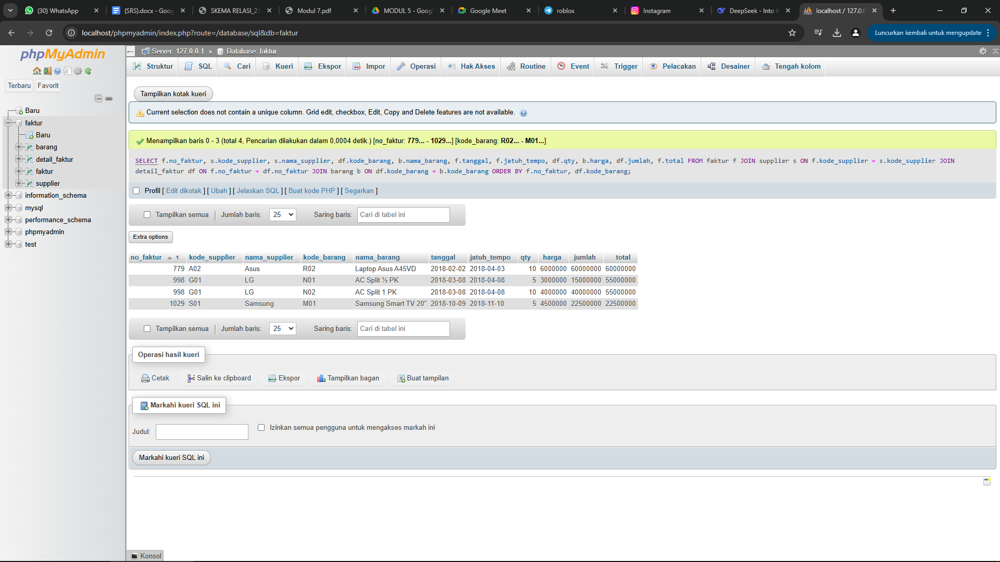 (30) WhatsApp
(SRS).docx - Goog
SKEMA RELASI_23
Modul 7.pdf
MODUL 5 - Goog
Google Meet
roblox
Instagram
DeepSeek - Into t
localhost / 127.0.0
localhost/phpmyadmin/index.php?route=/database/sql&db=faktur
Luncurkan kembali untuk mengupdate
phpMyAdmin
Terbaru
Favorit
Baru
faktur
Baru
barang
detail_faktur
faktur
supplier
information_schema
mysql
performance_schema
phpmyadmin
test
Server: 127.0.0.1 » Database: faktur
Struktur
SQL
Cari
Kueri
Ekspor
Impor
Operasi
Hak Akses
Routine
Event
Trigger
Pelacakan
Desainer
Tengah kolom
Tampilkan kotak kueri
Current selection does not contain a unique column. Grid edit, checkbox, Edit, Copy and Delete features are not available.
Menampilkan baris 0 - 3 (total 4, Pencarian dilakukan dalam 0,0004 detik.) [no_faktur: 779... - 1029...] [kode_barang: R02... - M01...]
SELECT f.no_faktur, s.kode_supplier, s.nama_supplier, df.kode_barang, b.nama_barang, f.tanggal, f.jatuh_tempo, df.qty, b.harga, df.jumlah, f.total FROM faktur f JOIN supplier s ON f.kode_supplier = s.kode_supplier JOIN
detail_faktur df ON f.no_faktur = df.no_faktur JOIN barang b ON df.kode_barang = b.kode_barang ORDER BY f.no_faktur, df.kode_barang;
Profil [ Edit dikotak ] [ Ubah ] [ Jelaskan SQL ] [ Buat kode PHP ] [ Segarkan ]
Tampilkan semua | Jumlah baris: 25 Saring baris: Cari di tabel ini
Extra options
no_faktur 1 kode_supplier nama_supplier kode_barang nama_barang tanggal jatuh_tempo qty harga jumlah total
779 A02 Asus R02 Laptop Asus A45VD 2018-02-02 2018-04-03 10 6000000 60000000 60000000
998 G01 LG N01 AC Split ½ PK 2018-03-08 2018-04-08 5 3000000 15000000 55000000
998 G01 LG N02 AC Split 1 PK 2018-03-08 2018-04-08 10 4000000 40000000 55000000
1029 S01 Samsung M01 Samsung Smart TV 20" 2018-10-09 2018-11-10 5 4500000 22500000 22500000
Tampilkan semua | Jumlah baris: 25 Saring baris: Cari di tabel ini
Operasi hasil kueri
Cetak
Salin ke clipboard
Ekspor
Tampilkan bagan
Buat tampilan
Markahi kueri SQL ini
Judul:
Izinkan semua pengguna untuk mengakses markah ini
Markahi kueri SQL ini
Konsol